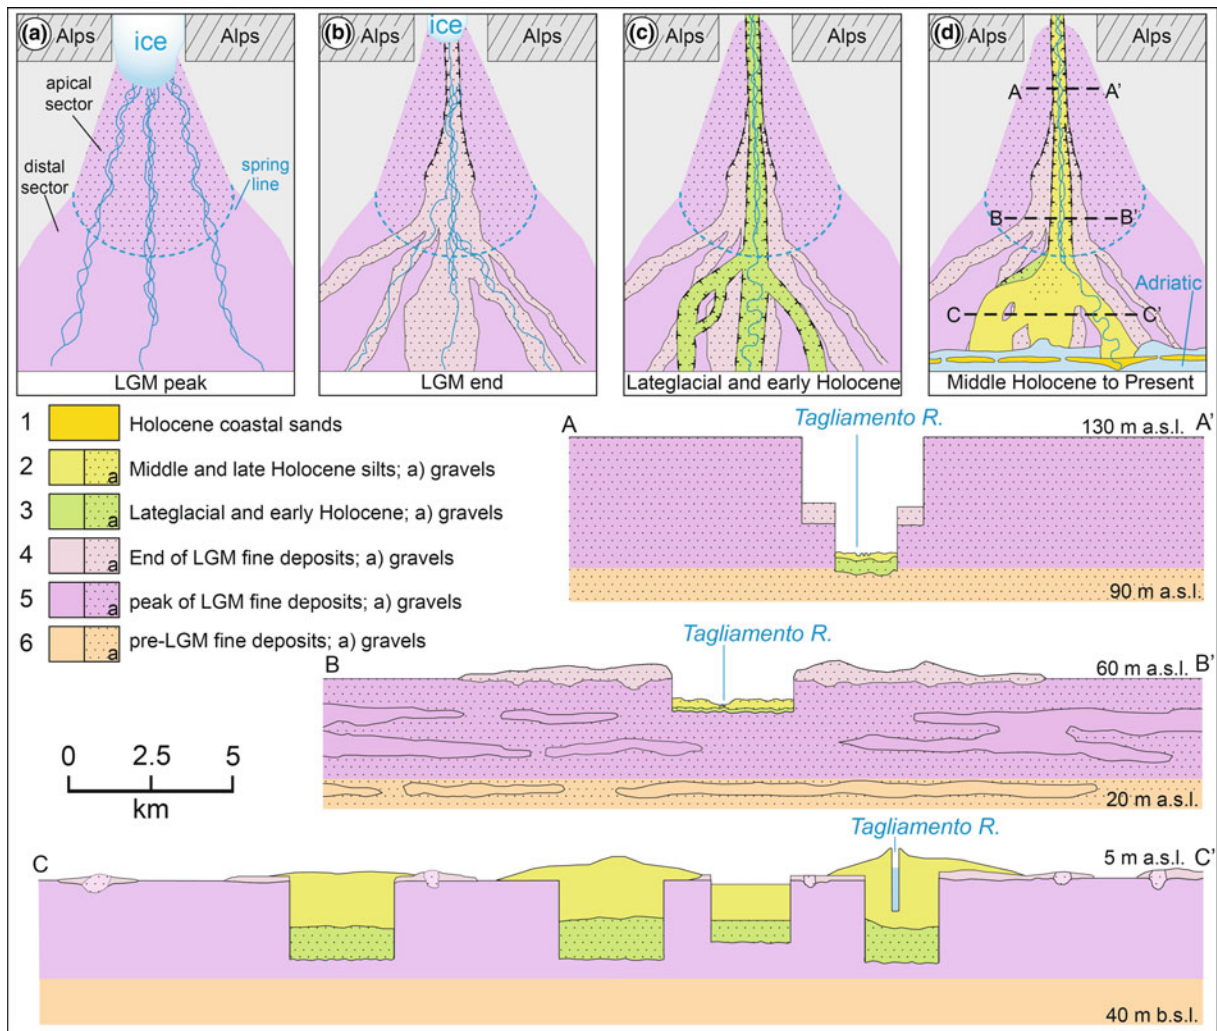 (a) Alps ice Alps
apical sector
distal sector
spring line
LGM peak
(b) Alps ice Alps
LGM end
(c) Alps Alps
Lateglacial and early Holocene
(d) Alps Alps
A A'
B B'
Adriatic
C C'
Middle Holocene to Present
1 Holocene coastal sands
2 a Middle and late Holocene silts; a) gravels
3 a Lateglacial and early Holocene; a) gravels
4 a End of LGM fine deposits; a) gravels
5 a peak of LGM fine deposits; a) gravels
6 a pre-LGM fine deposits; a) gravels
0 2.5 5
km
Tagliamento R.
A 130 m a.s.l. A'
90 m a.s.l.
Tagliamento R.
B 60 m a.s.l. B'
20 m a.s.l.
Tagliamento R.
C 5 m a.s.l. C'
40 m b.s.l.